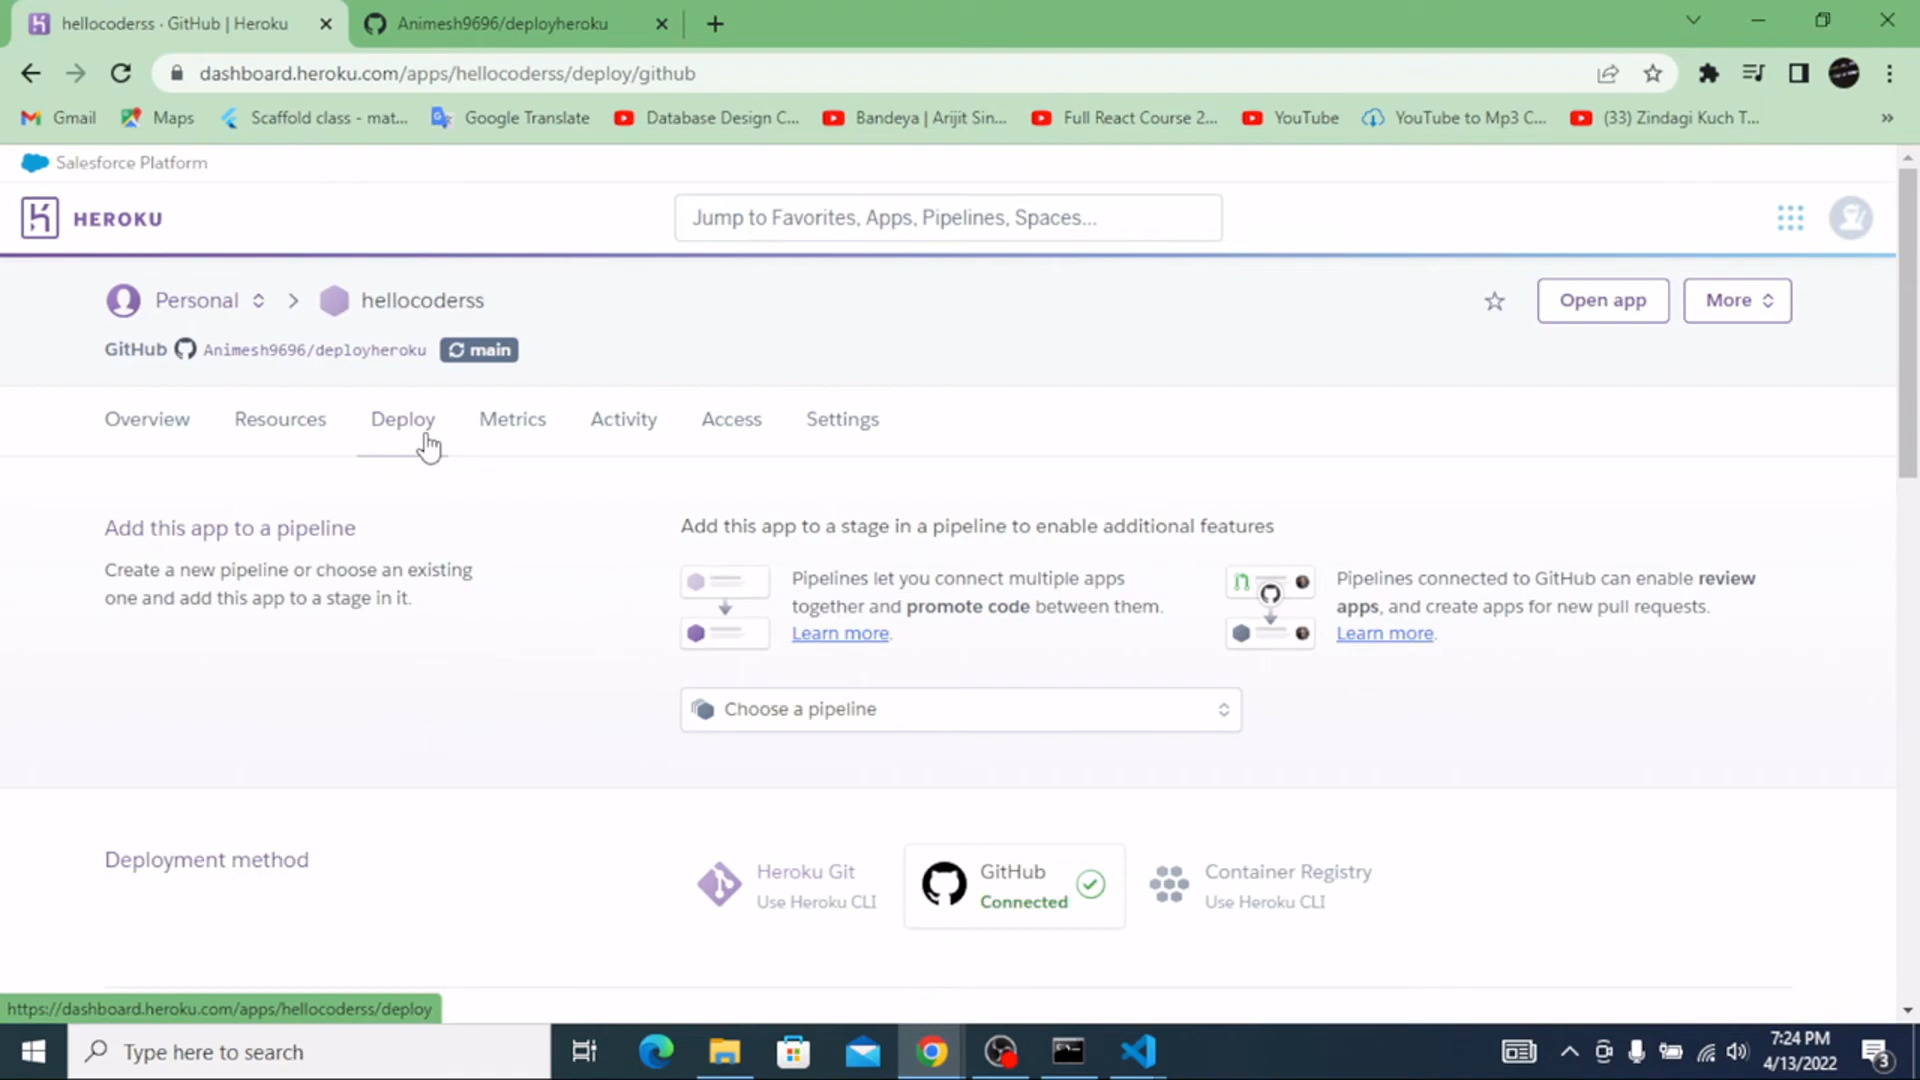 hellocoderss · GitHub | Heroku
Animesh9696/deployheroku
dashboard.heroku.com/apps/hellocoderss/deploy/github
Gmail
Maps
Scaffold class - mat...
Google Translate
Database Design C...
Bandeya | Arijit Sin...
Full React Course 2...
YouTube
YouTube to Mp3 C...
(33) Zindagi Kuch T...
»
Salesforce Platform
HEROKU
Jump to Favorites, Apps, Pipelines, Spaces...
Personal
hellocoderss
Open app
More
GitHub Animesh9696/deployheroku main
Overview
Resources
Deploy
Metrics
Activity
Access
Settings
Add this app to a pipeline
Create a new pipeline or choose an existing
one and add this app to a stage in it.
Add this app to a stage in a pipeline to enable additional features
Pipelines let you connect multiple apps
together and promote code between them.
Learn more.
Pipelines connected to GitHub can enable review
apps, and create apps for new pull requests.
Learn more.
Choose a pipeline
Deployment method
Heroku Git
Use Heroku CLI
GitHub
Connected
Container Registry
Use Heroku CLI
https://dashboard.heroku.com/apps/hellocoderss/deploy
Type here to search
7:24 PM
4/13/2022
3